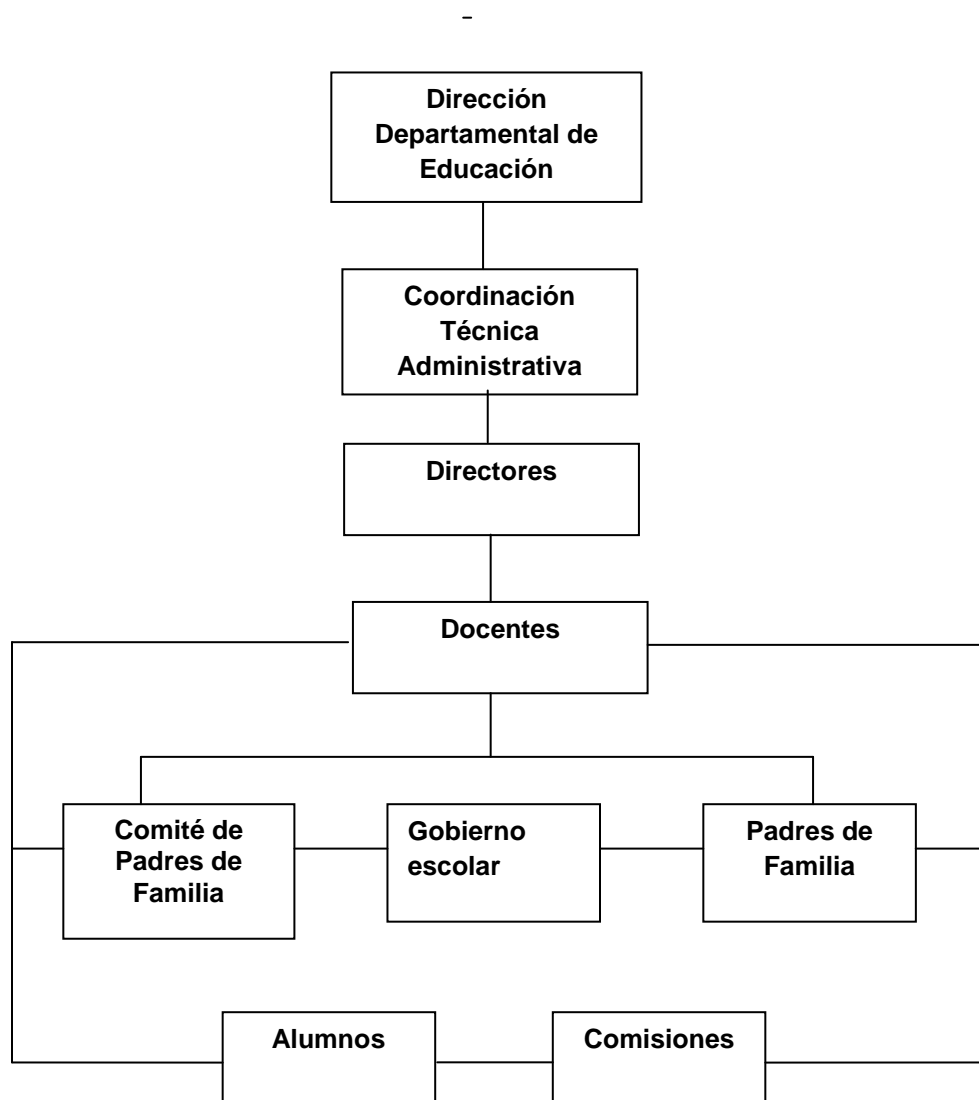 Dirección
Departamental de
Educación
Coordinación
Técnica
Administrativa
Directores
Docentes
Comité de
Padres de
Familia
Gobierno
escolar
Padres de
Familia
Alumnos
Comisiones